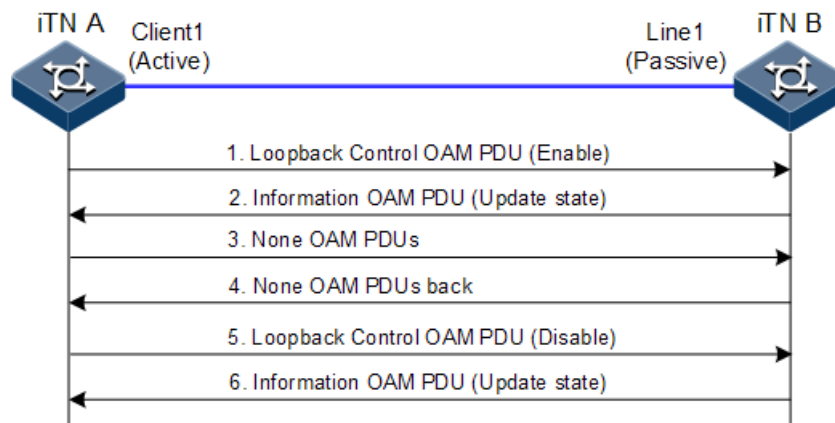 iTN A
Client1
(Active)
Line1
(Passive)
iTN B
1. Loopback Control OAM PDU (Enable)
2. Information OAM PDU (Update state)
3. None OAM PDUs
4. None OAM PDUs back
5. Loopback Control OAM PDU (Disable)
6. Information OAM PDU (Update state)